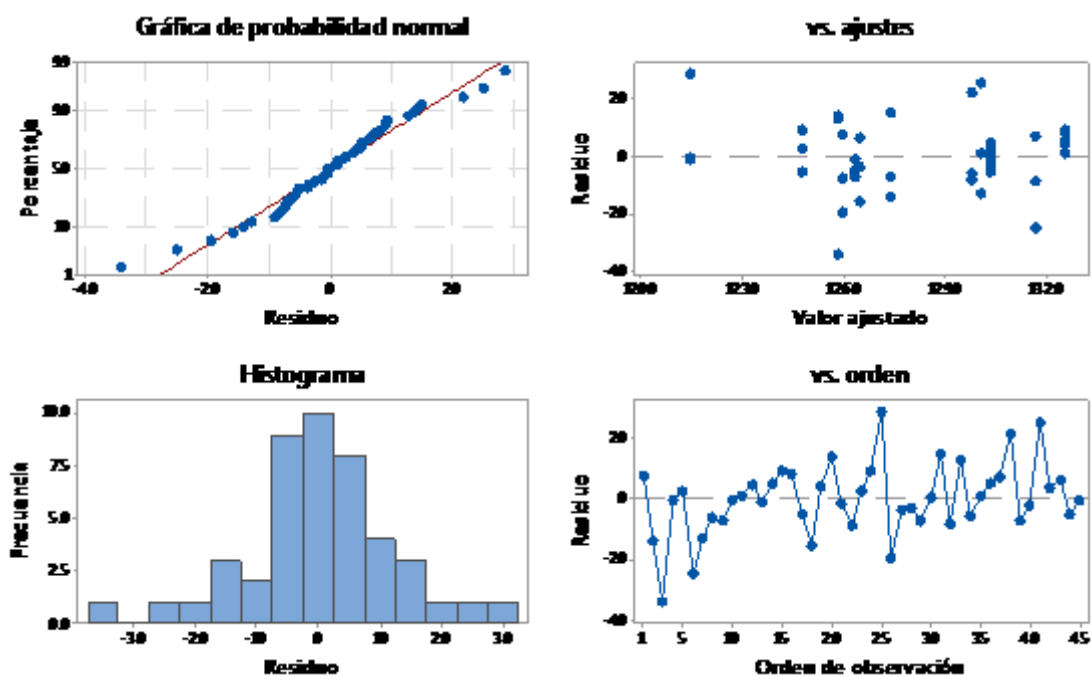 Gráfica de probabilidad normal
99
90
50
10
1
Porcentaje
-40 -20 0 20
Residuo
vs. ajustes
20
0
-20
-40
Residuo
1200 1230 1260 1290 1320
Valor ajustado
Histograma
10.0
7.5
5.0
2.5
0.0
Frecuencia
-30 -20 -10 0 10 20 30
Residuo
vs. orden
20
0
-20
-40
Residuo
1 5 10 15 20 25 30 35 40 45
Orden de observación